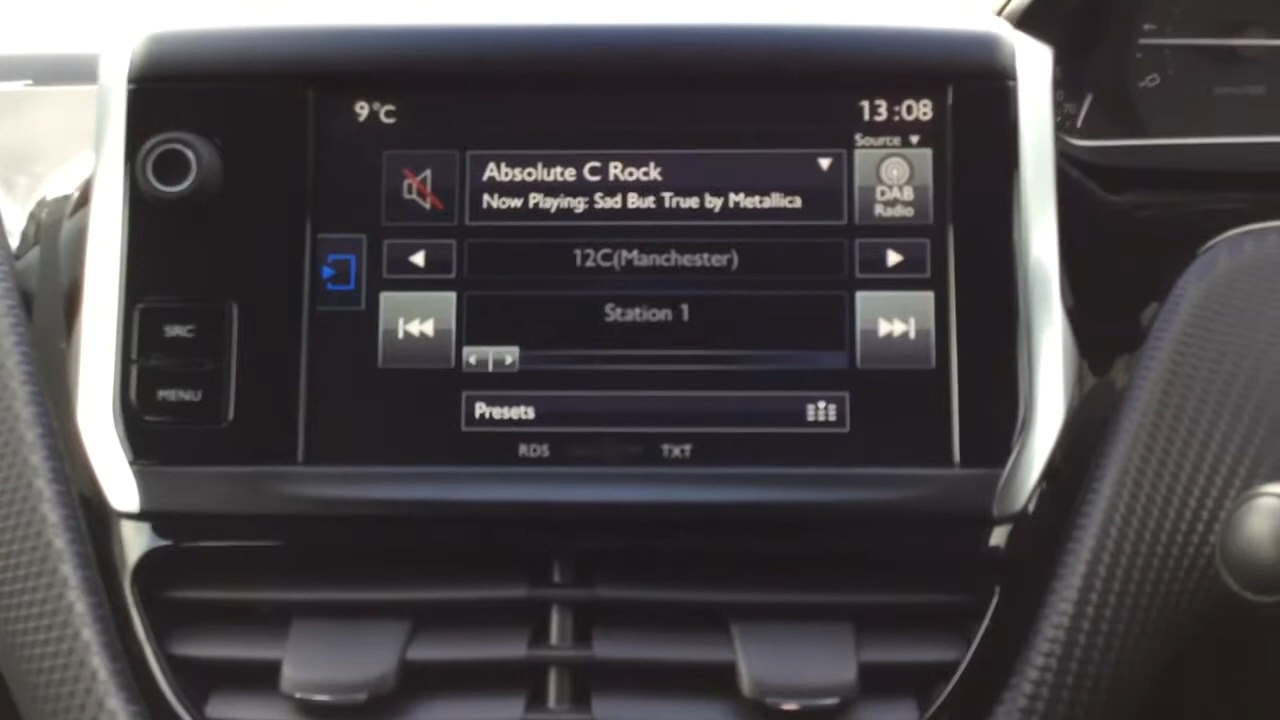 9°C
13:08
Source
Absolute C Rock
Now Playing: Sad But True by Metallica
DAB
Radio
12C(Manchester)
Station 1
SRC
MENU
Presets
RDS
TXT